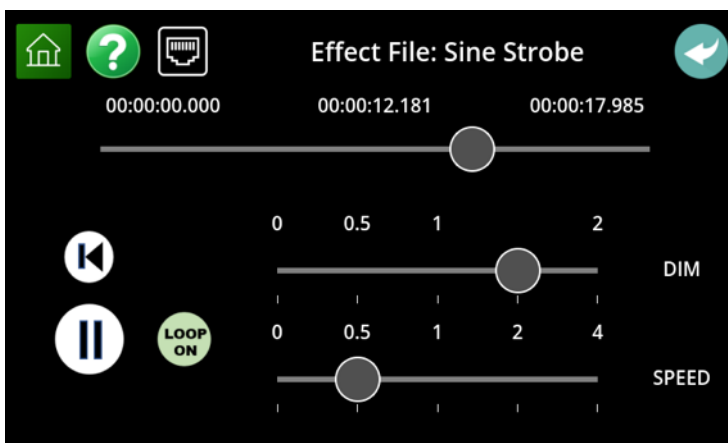 ?
Effect File: Sine Strobe
00:00:00.000 00:00:12.181 00:00:17.985
0 0.5 1 2
DIM
LOOP
ON
0 0.5 1 2 4
SPEED